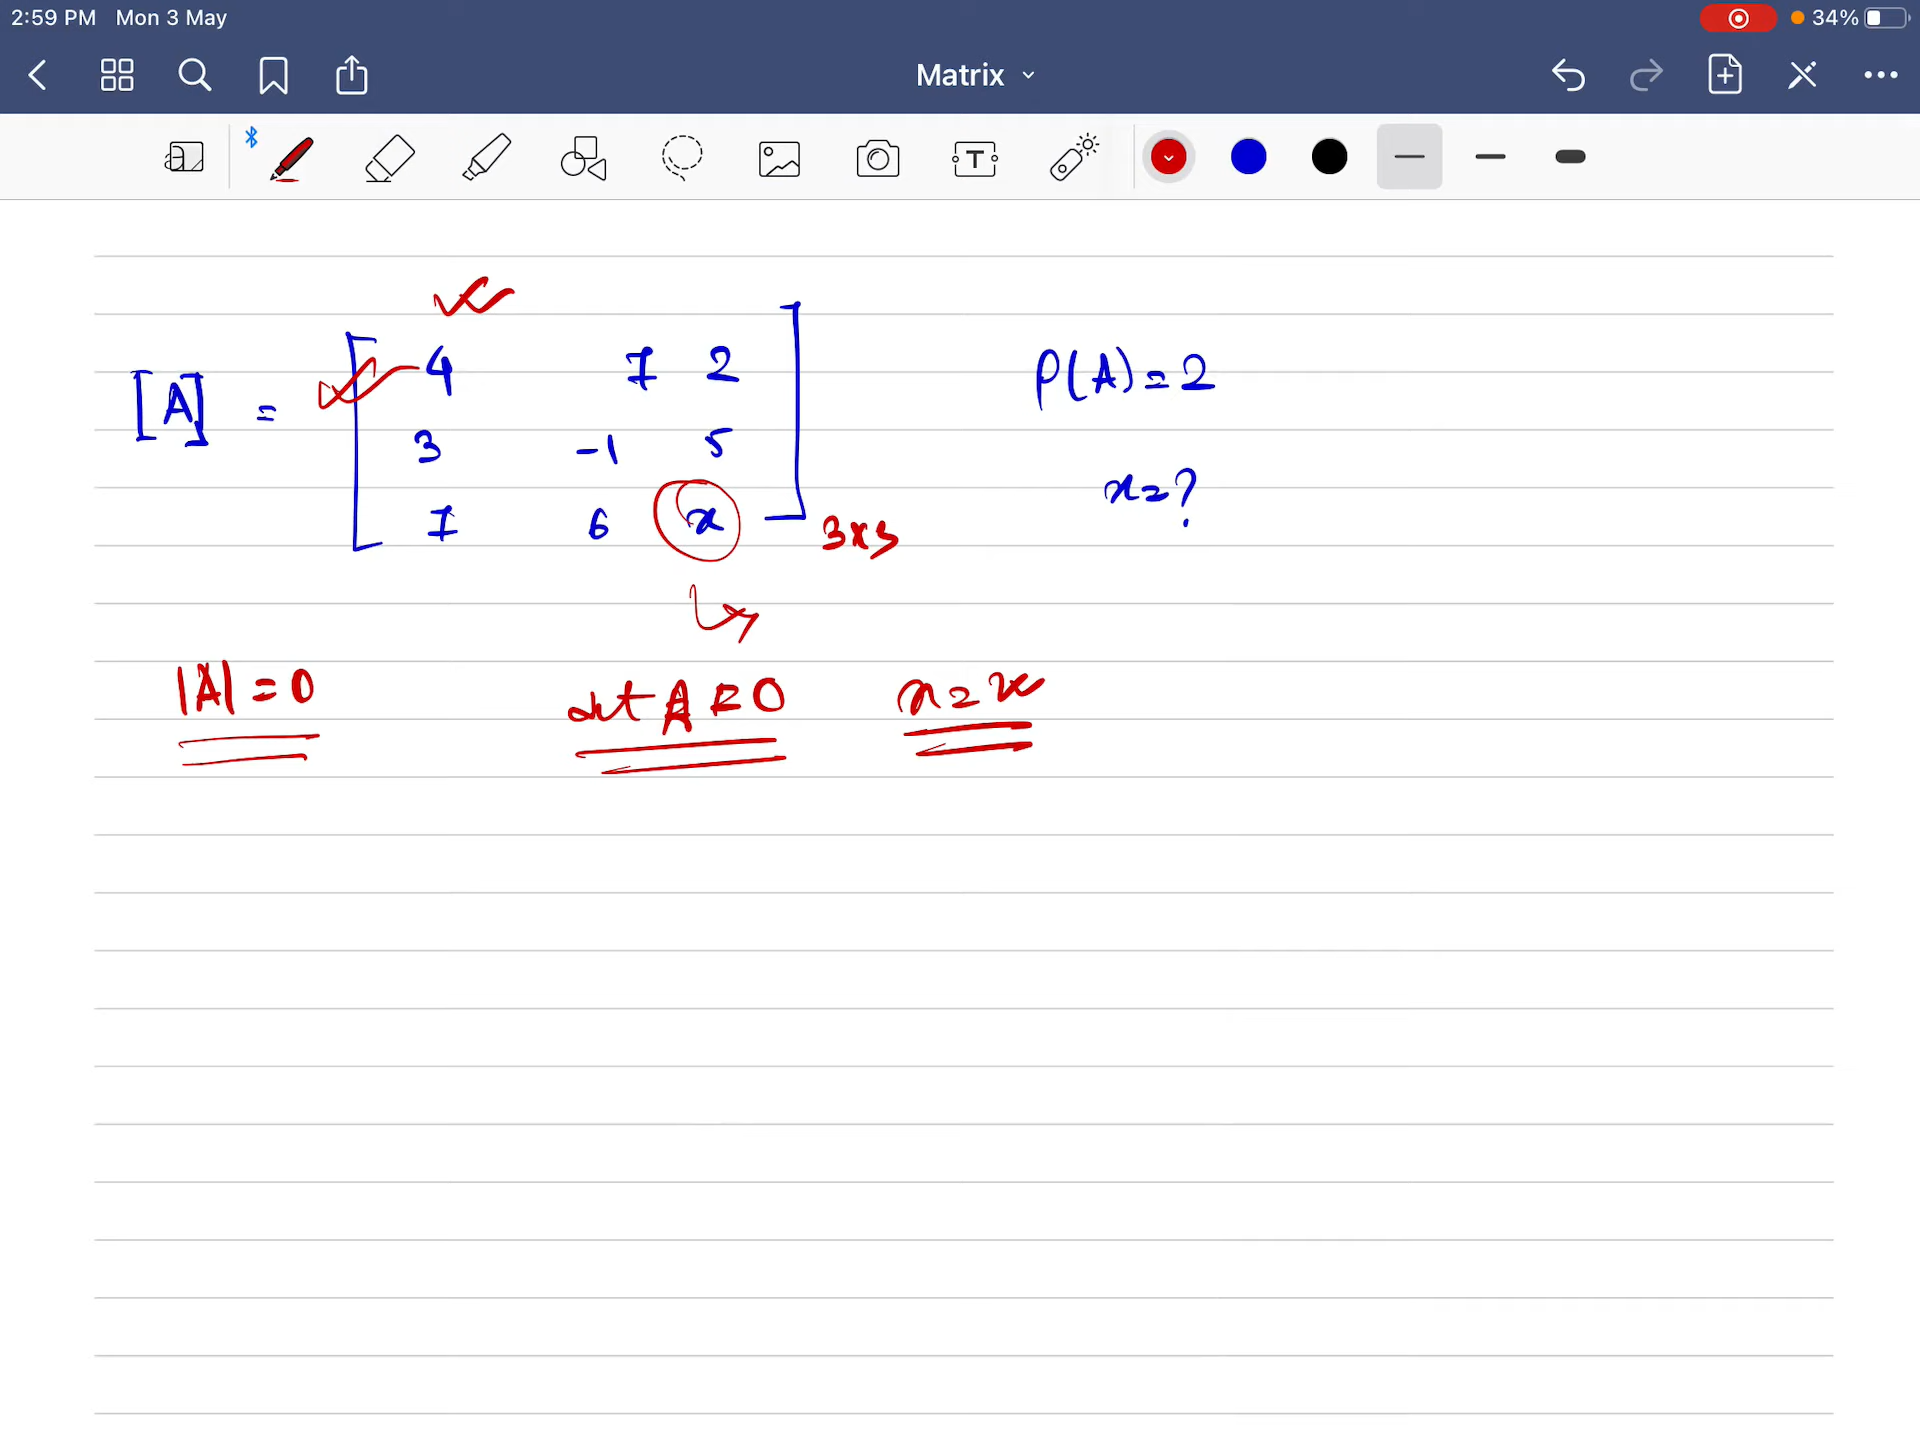 2:59 PM Mon 3 May 34%
Matrix
[A] = [ 4 7 2
3 -1 5
7 6 x ] 3x3
ρ(A) = 2
x = ?
|A| = 0 det A = 0 x = x